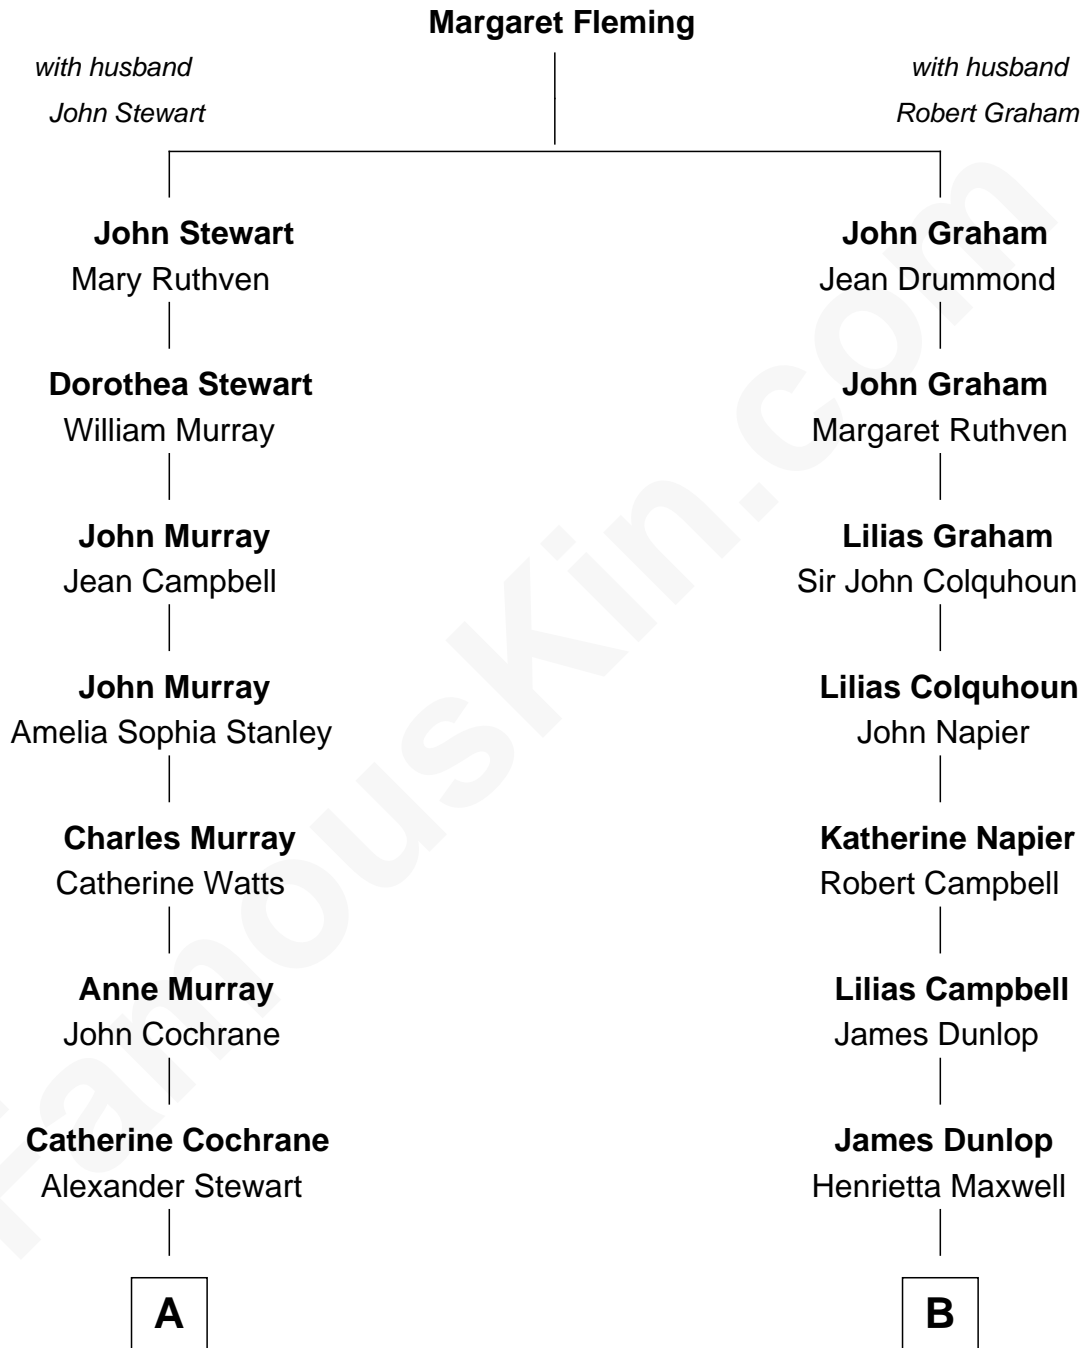 Margaret Fleming
with husband
John Stewart
with husband
Robert Graham
John Stewart
Mary Ruthven
John Graham
Jean Drummond
Dorothea Stewart
William Murray
John Graham
Margaret Ruthven
John Murray
Jean Campbell
Lilias Graham
Sir John Colquhoun
John Murray
Amelia Sophia Stanley
Lilias Colquhoun
John Napier
Charles Murray
Catherine Watts
Katherine Napier
Robert Campbell
Anne Murray
John Cochrane
Lilias Campbell
James Dunlop
Catherine Cochrane
Alexander Stewart
James Dunlop
Henrietta Maxwell
A
B
FamousKin.com